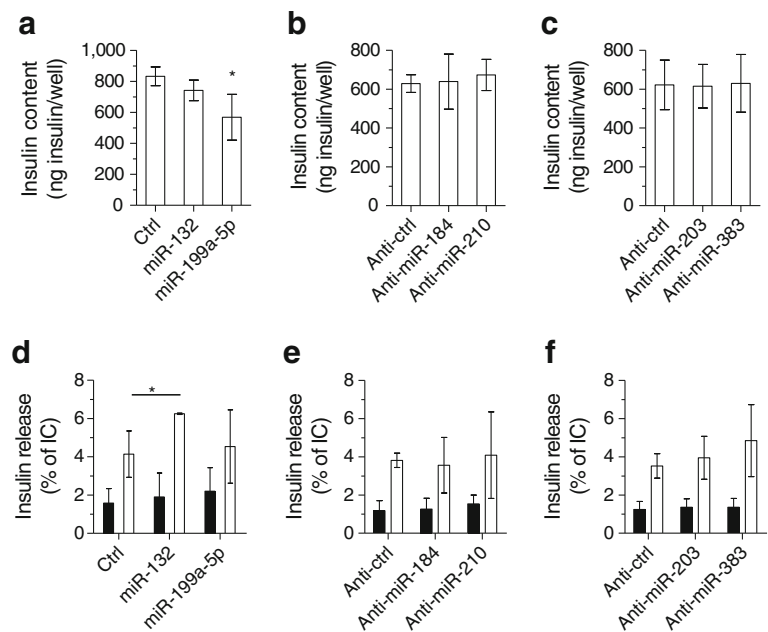 a
Insulin content
(ng insulin/well)
1,000
800
600
400
200
0
*
Ctrl
miR-132
miR-199a-5p
b
Insulin content
(ng insulin/well)
800
600
400
200
0
Anti-ctrl
Anti-miR-184
Anti-miR-210
c
Insulin content
(ng insulin/well)
800
600
400
200
0
Anti-ctrl
Anti-miR-203
Anti-miR-383
d
Insulin release
(% of IC)
8
6
4
2
0
*
Ctrl
miR-132
miR-199a-5p
e
Insulin release
(% of IC)
8
6
4
2
0
Anti-ctrl
Anti-miR-184
Anti-miR-210
f
Insulin release
(% of IC)
8
6
4
2
0
Anti-ctrl
Anti-miR-203
Anti-miR-383